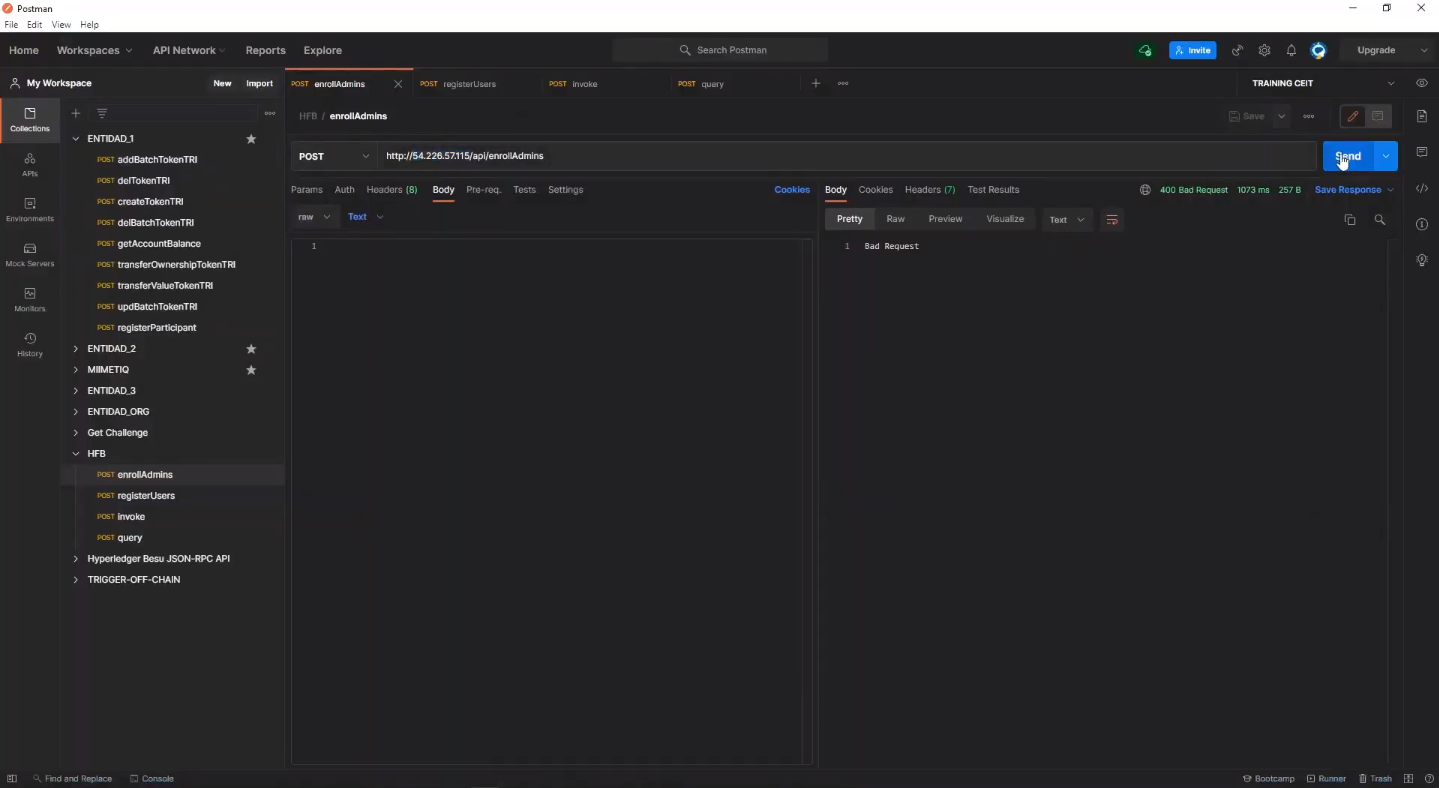 Postman
File Edit View Help
Home Workspaces API Network Reports Explore Search Postman Invite Upgrade
My Workspace New Import POST enrollAdmins POST registerUsers POST invoke POST query TRAINING CEIT
Collections
APIs
Environments
Mock Servers
Monitors
History
ENTIDAD_1
POST addBatchTokenTRI
POST delTokenTRI
POST createTokenTRI
POST delBatchTokenTRI
POST getAccountBalance
POST transferOwnershipTokenTRI
POST transferValueTokenTRI
POST updBatchTokenTRI
POST registerParticipant
ENTIDAD_2
MIIMETIQ
ENTIDAD_3
ENTIDAD_ORG
Get Challenge
HFB
POST enrollAdmins
POST registerUsers
POST invoke
POST query
Hyperledger Besu JSON-RPC API
TRIGGER-OFF-CHAIN
HFB / enrollAdmins Save
POST http://54.226.57.115/api/enrollAdmins Send
Params Auth Headers (8) Body Pre-req. Tests Settings Cookies
raw Text
1
Body Cookies Headers (7) Test Results 400 Bad Request 1073 ms 257 B Save Response
Pretty Raw Preview Visualize Text
1 Bad Request
Find and Replace Console Bootcamp Runner Trash